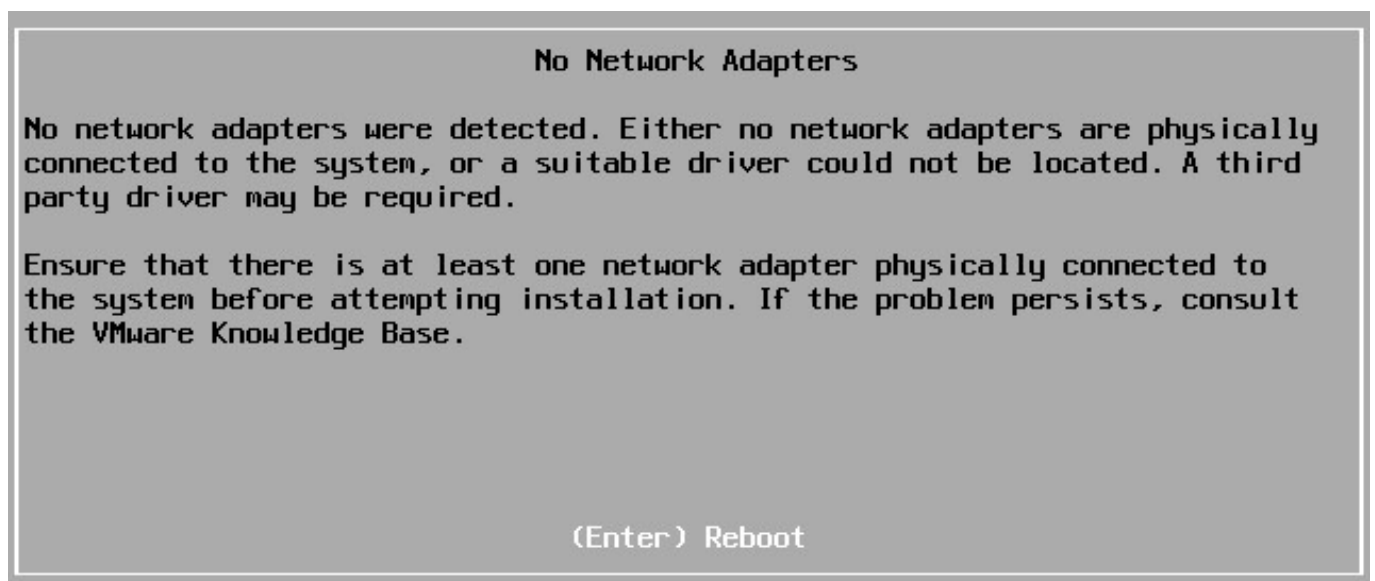 No Network Adapters
No network adapters were detected. Either no network adapters are physically
connected to the system, or a suitable driver could not be located. A third
party driver may be required.
Ensure that there is at least one network adapter physically connected to
the system before attempting installation. If the problem persists, consult
the VMware Knowledge Base.
(Enter) Reboot